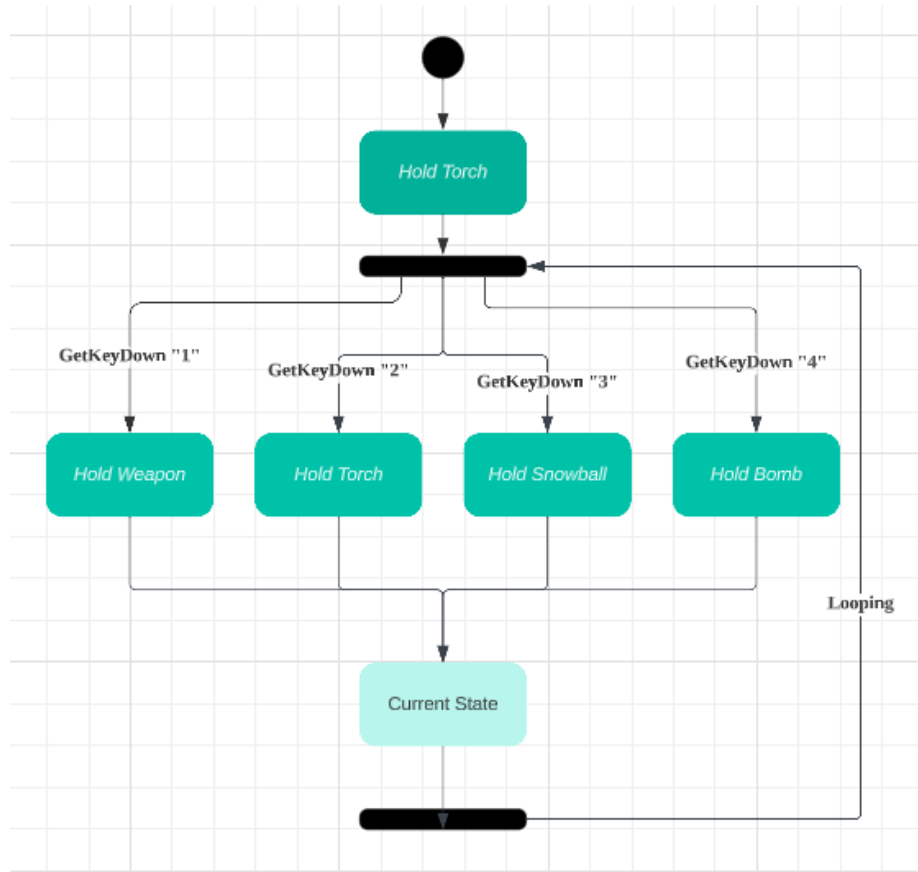 Hold Torch
GetKeyDown "1"
GetKeyDown "2"
GetKeyDown "3"
GetKeyDown "4"
Hold Weapon
Hold Torch
Hold Snowball
Hold Bomb
Looping
Current State